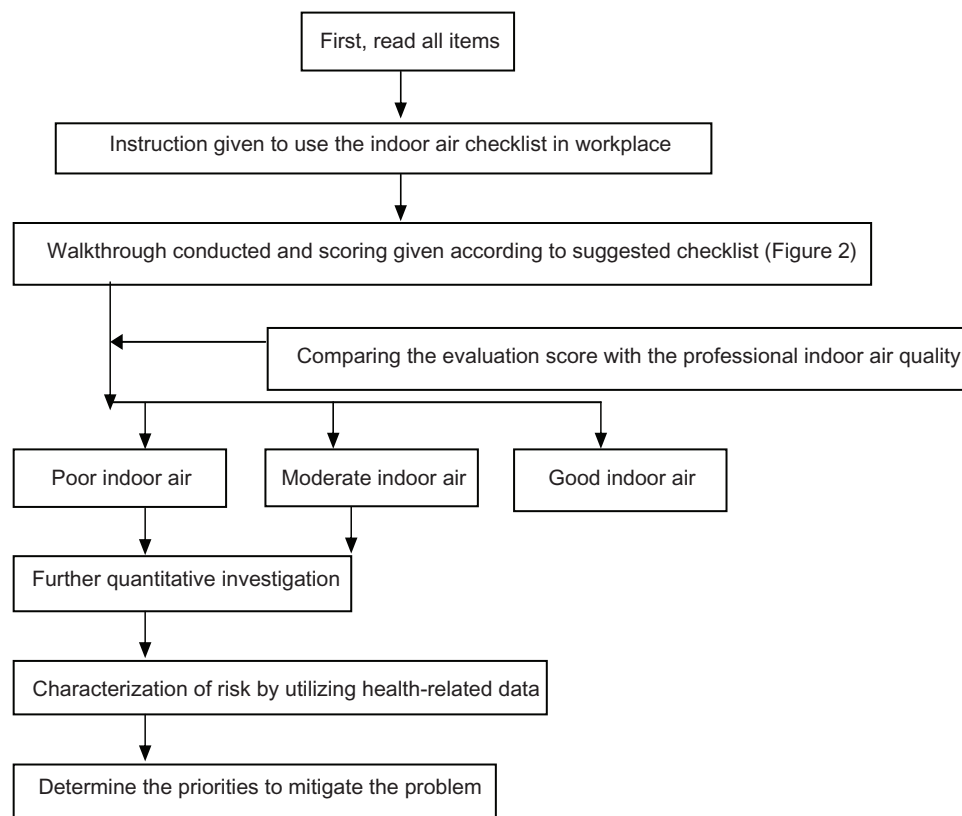 First, read all items
Instruction given to use the indoor air checklist in workplace
Walkthrough conducted and scoring given according to suggested checklist (Figure 2)
Comparing the evaluation score with the professional indoor air quality
Poor indoor air
Moderate indoor air
Good indoor air
Further quantitative investigation
Characterization of risk by utilizing health-related data
Determine the priorities to mitigate the problem